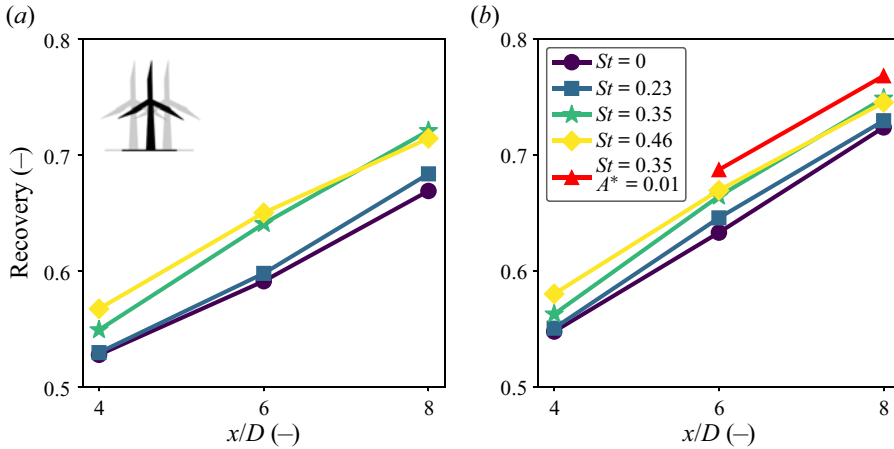 (a)
(b)
0.8
0.7
0.6
0.5
Recovery (–)
4
6
8
x/D (–)
0.8
0.7
0.6
0.5
St = 0
St = 0.23
St = 0.35
St = 0.46
St = 0.35
A* = 0.01
4
6
8
x/D (–)